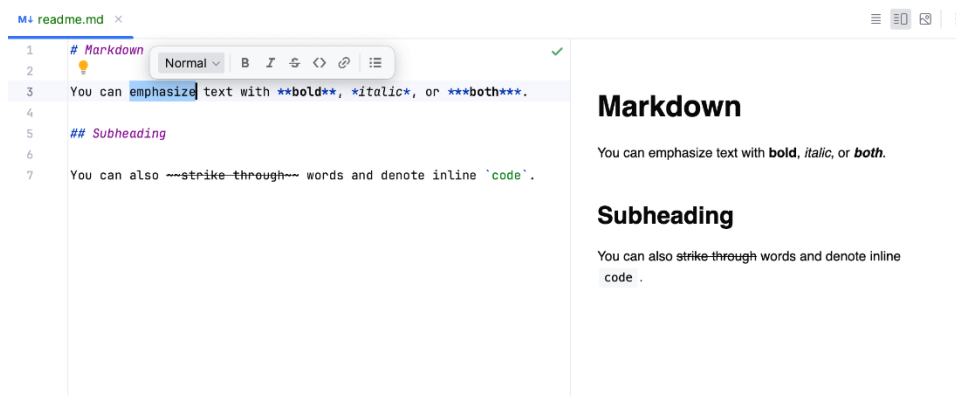 M↓ readme.md ×
Normal B I S <>
1 # Markdown
2
3 You can emphasize text with **bold**, *italic*, or ***both***.
4
5 ## Subheading
6
7 You can also ~~strike through~~ words and denote inline `code`.
Markdown
You can emphasize text with bold, italic, or both.
Subheading
You can also strike through words and denote inline
code .